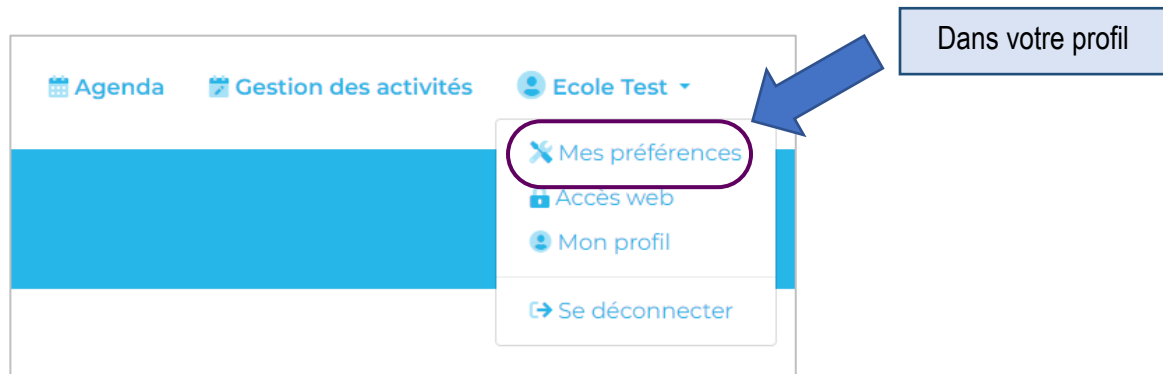 Dans votre profil
Agenda Gestion des activités Ecole Test
Mes préférences
Accès web
Mon profil
Se déconnecter